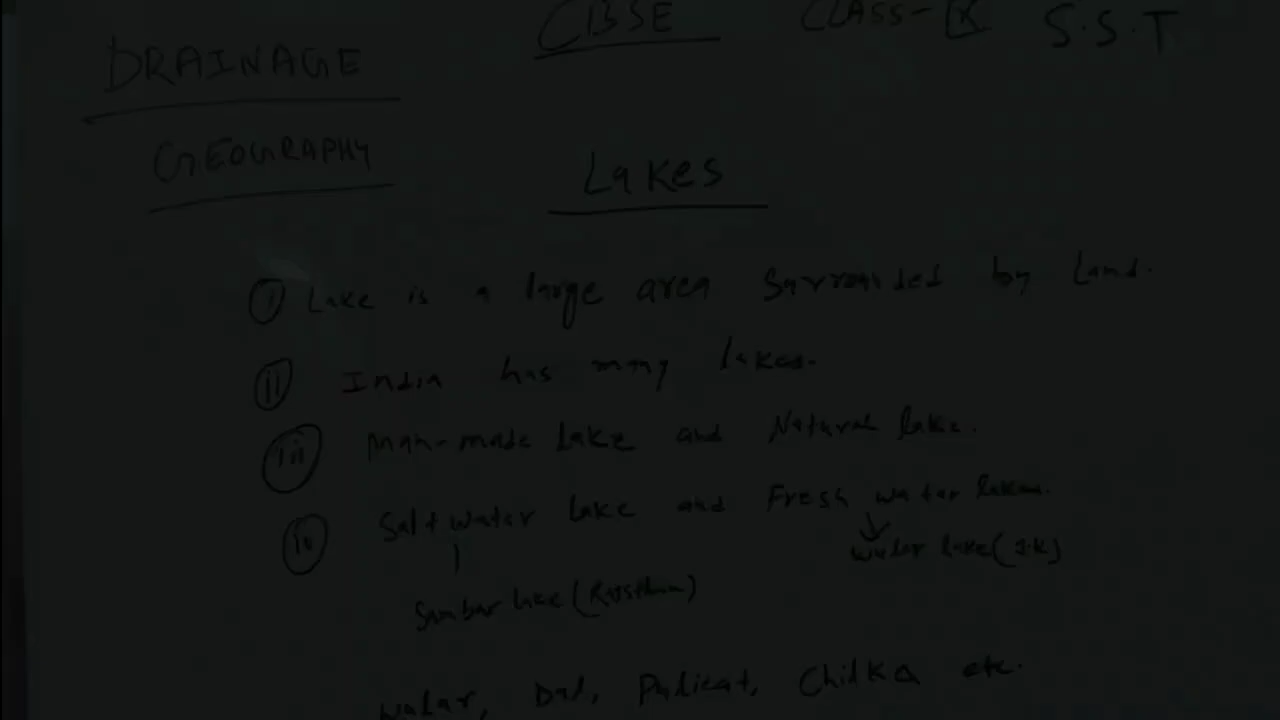 DRAINAGE
CBSE CLASS-IX S.S.T
GEOGRAPHY
Lakes
(i) Lake is a large area Surrounded by Land.
(ii) India has many lakes.
(iii) Man-made Lake and Natural lake.
(iv) Salt water lake and Fresh water lakes.
Wular lake (J.K)
Sambar lake (Rajsthan)
Wular, Dal, Pulicat, Chilka etc.